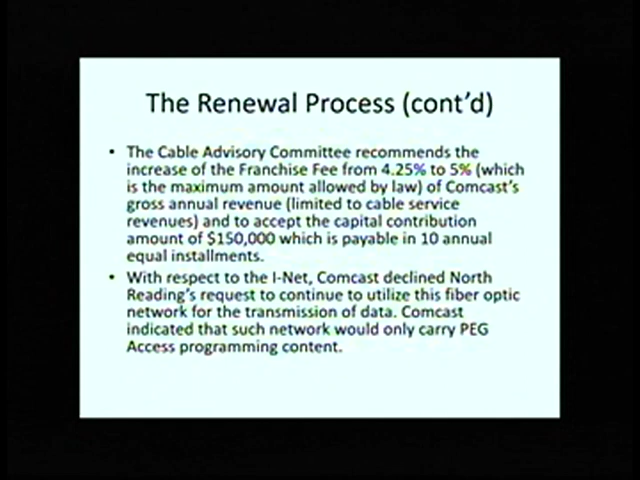 The Renewal Process (cont'd)
• The Cable Advisory Committee recommends the
increase of the Franchise Fee from 4.25% to 5% (which
is the maximum amount allowed by law) of Comcast's
gross annual revenue (limited to cable service
revenues) and to accept the capital contribution
amount of $150,000 which is payable in 10 annual
equal installments.
• With respect to the I-Net, Comcast declined North
Reading's request to continue to utilize this fiber optic
network for the transmission of data. Comcast
indicated that such network would only carry PEG
Access programming content.